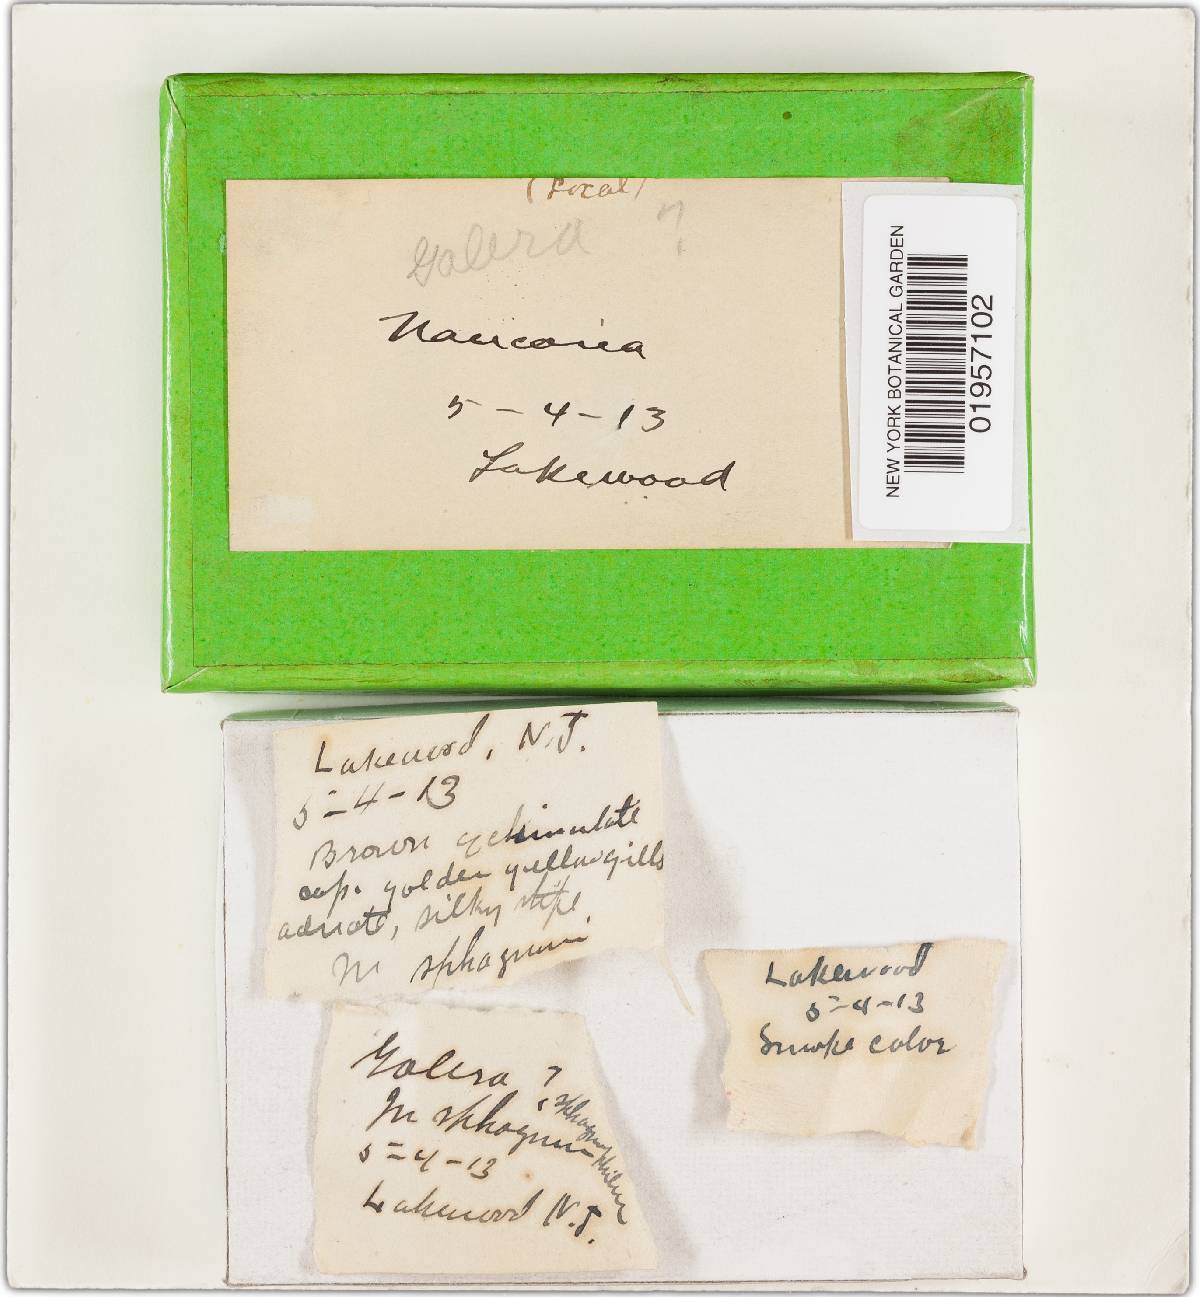 (Local)
Galera ?
Naucoria
5-4-13
Lakewood
NEW YORK BOTANICAL GARDEN
01957102
Lakewood, N.J.
5-4-13
Brown
cap. golden yellow gills
adnate, silky stipe
In sphagnum
Lakewood
5-4-13
Smoke color
Galera ?
In sphagnum
5-4-13
Lakewood N.J.